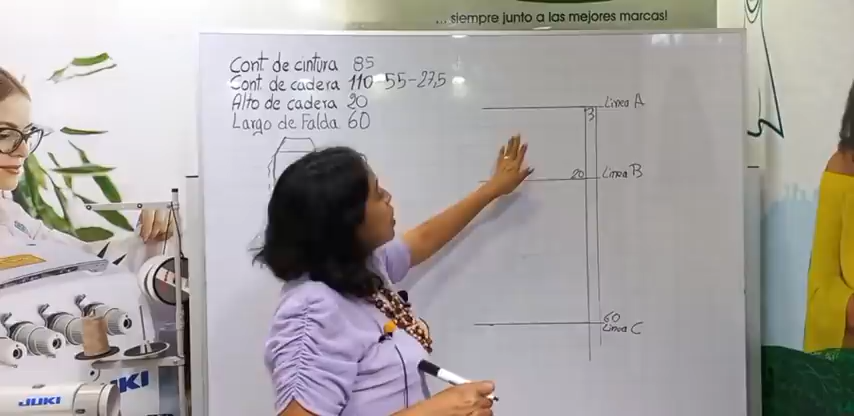 ...siempre junto a las mejores marcas!
Cont de cintura 85
Cont de cadera 110-55-27,5
Alto de cadera 20
Largo de Falda 60
3
Linea A
20
Linea B
60
Linea C
JUKI
JUKI